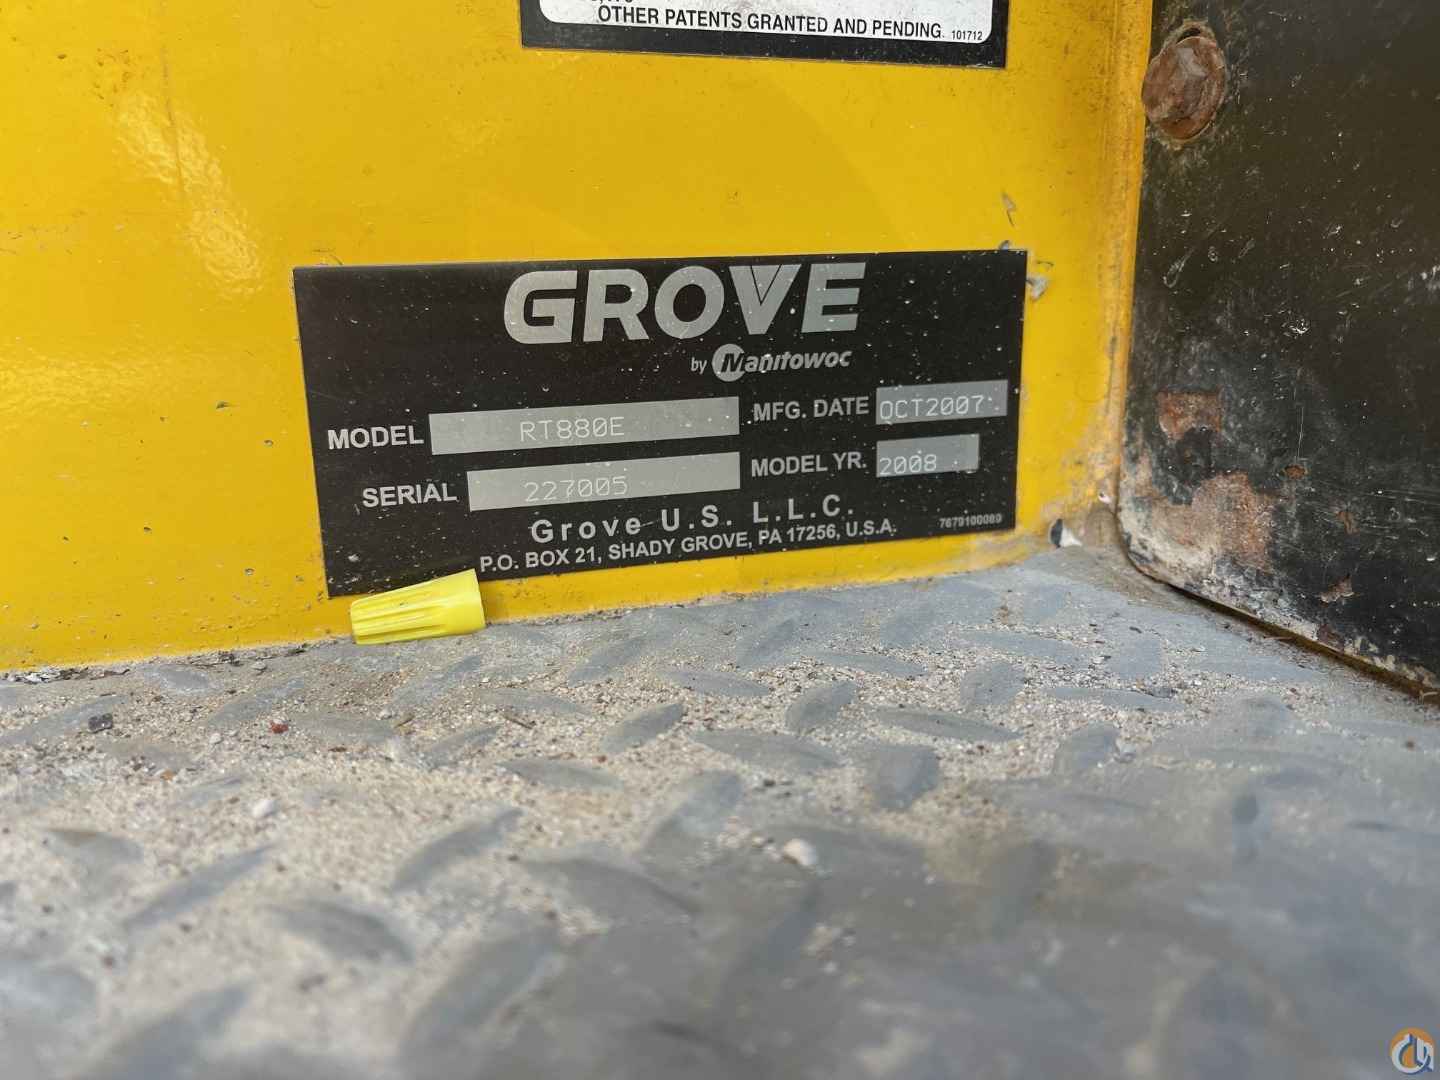 OTHER PATENTS GRANTED AND PENDING. 101712
GROVE
by Manitowoc
MODEL RT880E MFG. DATE OCT2007
SERIAL 227005 MODEL YR. 2008
Grove U.S. L.L.C.
P.O. BOX 21, SHADY GROVE, PA 17256, U.S.A. 7679100089